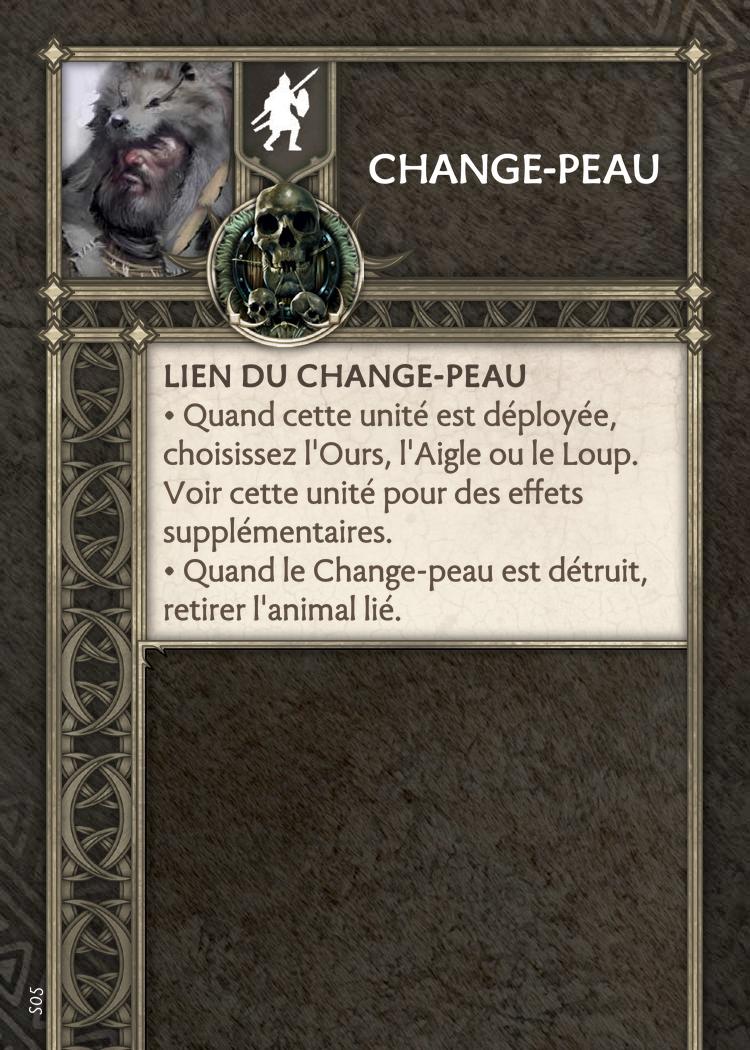 CHANGE-PEAU
LIEN DU CHANGE-PEAU
• Quand cette unité est déployée,
choisissez l'Ours, l'Aigle ou le Loup.
Voir cette unité pour des effets
supplémentaires.
• Quand le Change-peau est détruit,
retirer l'animal lié.
S05